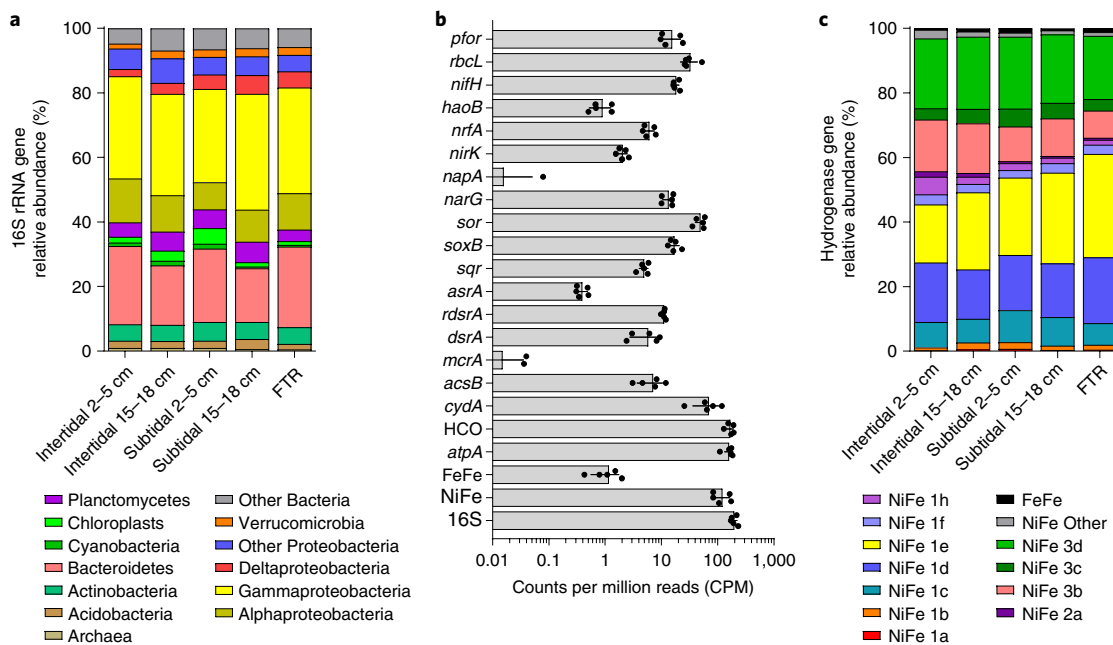 a
16S rRNA gene
relative abundance (%)
100
80
60
40
20
0
Intertidal 2–5 cm
Intertidal 15–18 cm
Subtidal 2–5 cm
Subtidal 15–18 cm
FTR
Planctomycetes
Chloroplasts
Cyanobacteria
Bacteroidetes
Actinobacteria
Acidobacteria
Archaea
Other Bacteria
Verrucomicrobia
Other Proteobacteria
Deltaproteobacteria
Gammaproteobacteria
Alphaproteobacteria
b
pfor
rbcL
nifH
haoB
nrfA
nirK
napA
narG
sor
soxB
sqr
asrA
rdsrA
dsrA
mcrA
acsB
cydA
HCO
atpA
FeFe
NiFe
16S
0.01 0.1 1 10 100 1,000
Counts per million reads (CPM)
c
Hydrogenase gene
relative abundance (%)
100
80
60
40
20
0
Intertidal 2–5 cm
Intertidal 15–18 cm
Subtidal 2–5 cm
Subtidal 15–18 cm
FTR
NiFe 1h
NiFe 1f
NiFe 1e
NiFe 1d
NiFe 1c
NiFe 1b
NiFe 1a
FeFe
NiFe Other
NiFe 3d
NiFe 3c
NiFe 3b
NiFe 2a